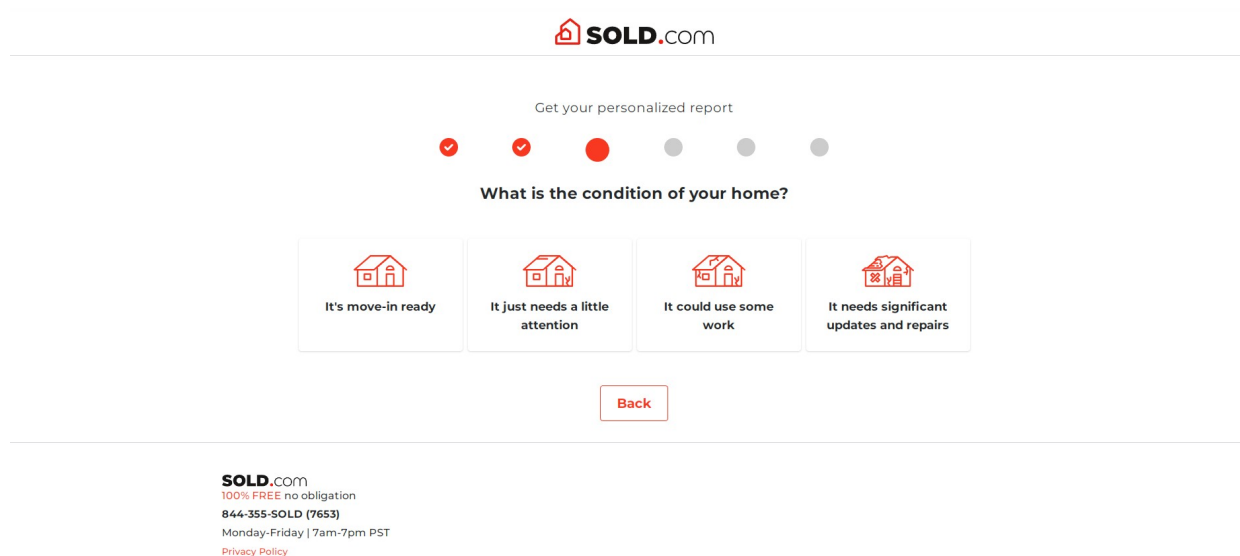 SOLD.com
Get your personalized report
What is the condition of your home?
It's move-in ready
It just needs a little
attention
It could use some
work
It needs significant
updates and repairs
Back
SOLD.com
100% FREE no obligation
844-355-SOLD (7653)
Monday-Friday | 7am-7pm PST
Privacy Policy